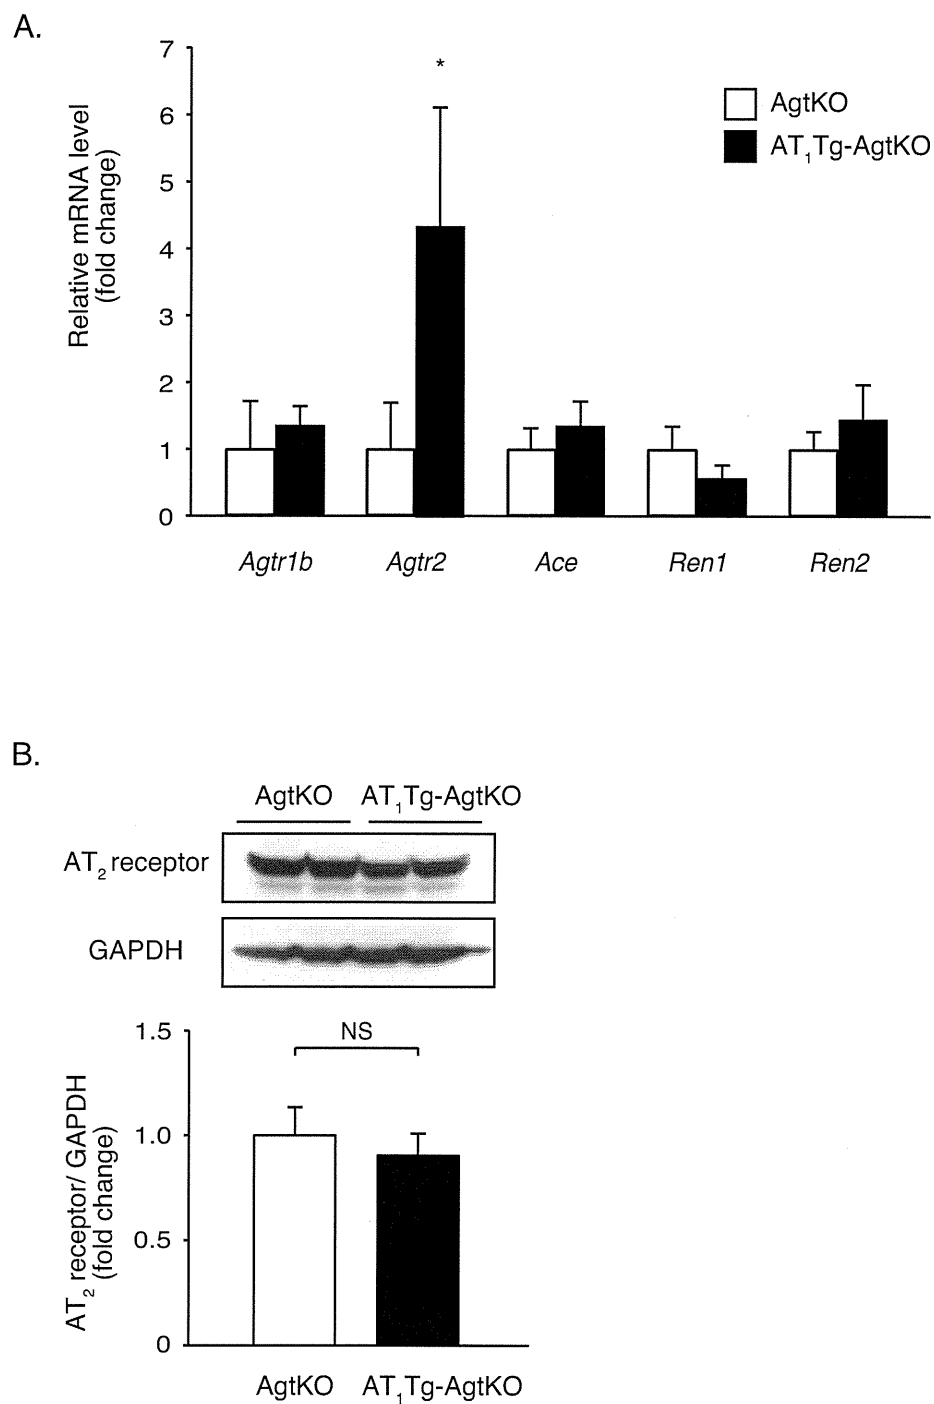 A.
7
6
5
4
3
2
1
0
Relative mRNA level
(fold change)
*
AgtKO
AT₁Tg-AgtKO
Agtr1b Agtr2 Ace Ren1 Ren2
B.
AgtKO AT₁Tg-AgtKO
AT₂ receptor
GAPDH
1.5
1.0
0.5
0
AT₂ receptor/ GAPDH
(fold change)
NS
AgtKO AT₁Tg-AgtKO